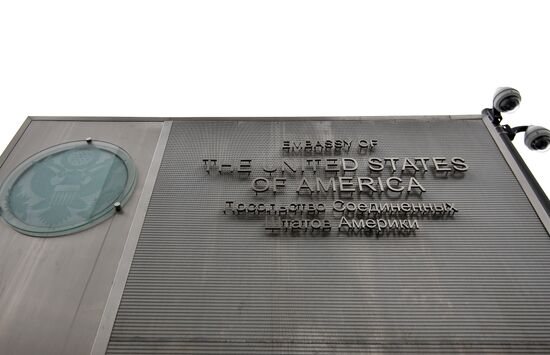 EMBASSY OF
THE UNITED STATES
OF AMERICA
Посольство Соединенных
Штатов Америки